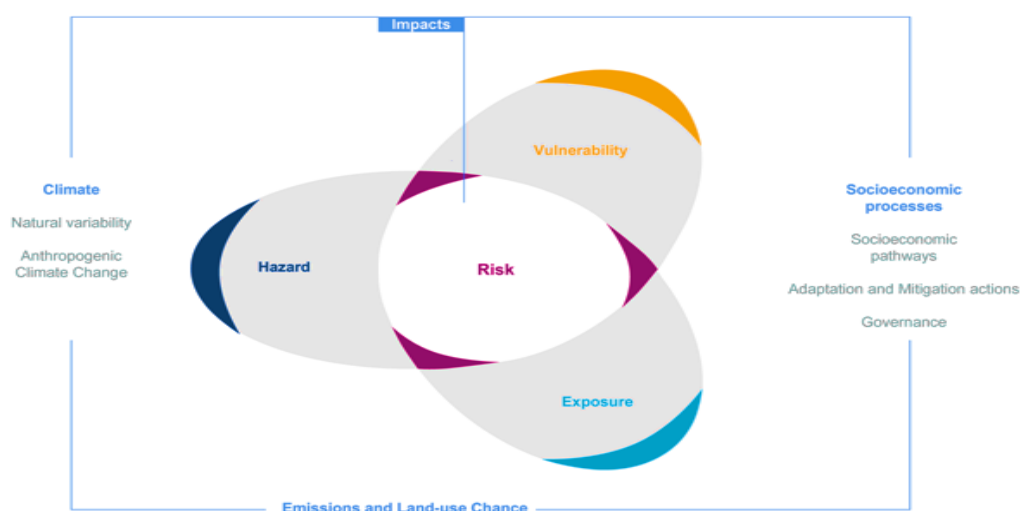 Impacts
Vulnerability
Climate
Natural variability
Anthropogenic
Climate Change
Hazard
Risk
Socioeconomic
processes
Socioeconomic
pathways
Adaptation and Mitigation actions
Governance
Exposure
Emissions and Land-use Chance